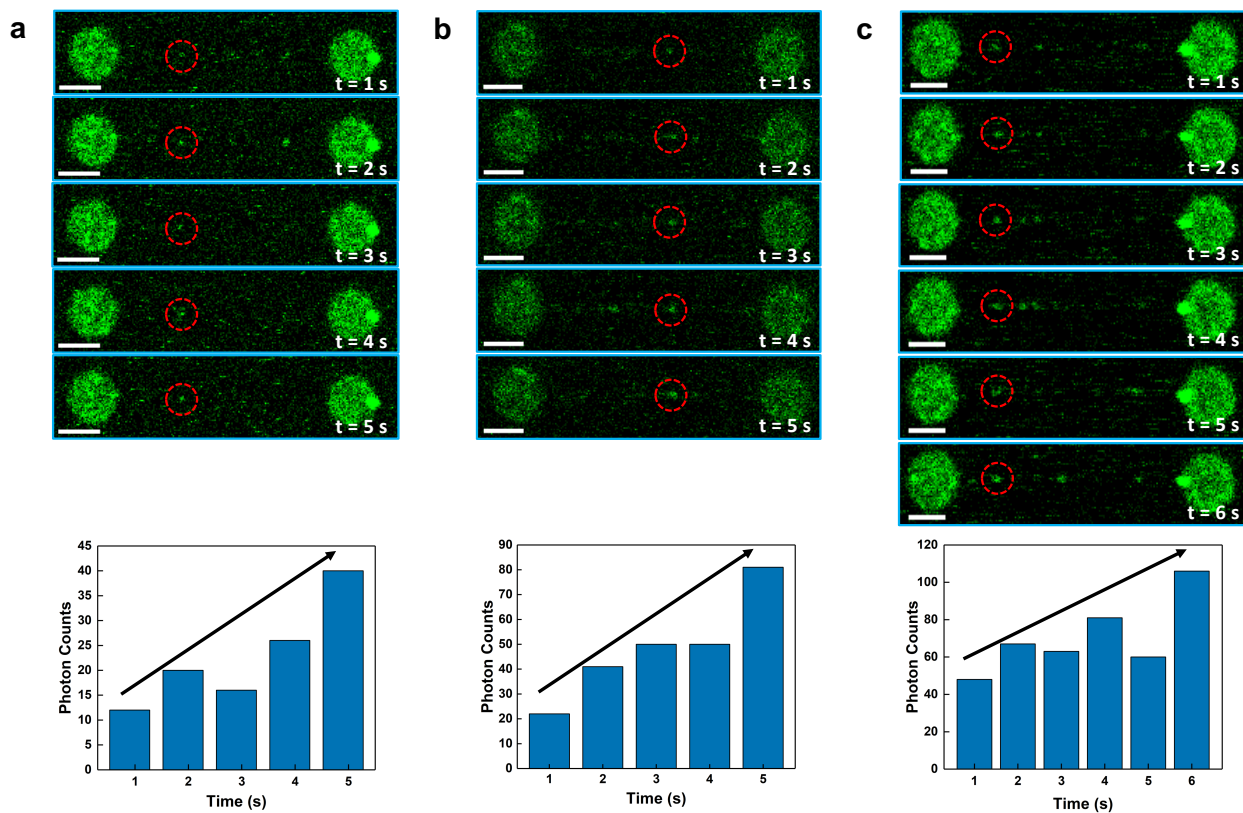 a
t = 1 s
t = 2 s
t = 3 s
t = 4 s
t = 5 s
b
t = 1 s
t = 2 s
t = 3 s
t = 4 s
t = 5 s
c
t = 1 s
t = 2 s
t = 3 s
t = 4 s
t = 5 s
t = 6 s
Photon Counts
45
40
35
30
25
20
15
10
5
0
1 2 3 4 5
Time (s)
Photon Counts
90
80
70
60
50
40
30
20
10
0
1 2 3 4 5
Time (s)
Photon Counts
120
100
80
60
40
20
0
1 2 3 4 5 6
Time (s)